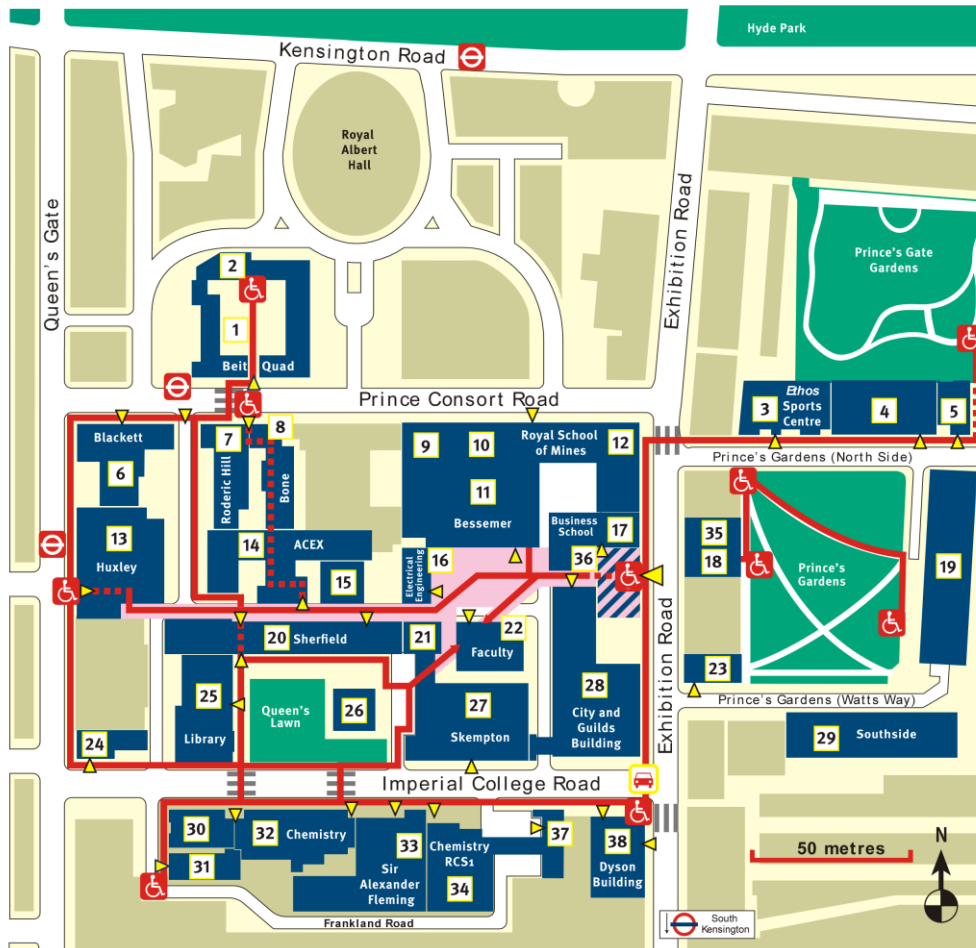 Hyde Park
Kensington Road
Royal
Albert
Hall
Queen's Gate
Exhibition Road
Prince's Gate
Gardens
2
1
Beit Quad
Prince Consort Road
Ethos
Sports
Centre
3
4
5
Prince's Gardens (North Side)
Blackett
6
7
8
Roderic Hill
Bone
9
10
Royal School
of Mines
12
11
Bessemer
13
Huxley
14
ACEX
15
16
Electrical
Engineering
Business
School
17
36
35
18
Prince's
Gardens
19
20
Sherfield
21
22
Faculty
23
Prince's Gardens (Watts Way)
24
25
Library
Queen's
Lawn
26
27
Skempton
28
City and
Guilds
Building
Exhibition Road
29
Southside
Imperial College Road
30
31
32
Chemistry
33
Sir
Alexander
Fleming
Chemistry
RCS1
34
37
38
Dyson
Building
Frankland Road
50 metres
N
South
Kensington